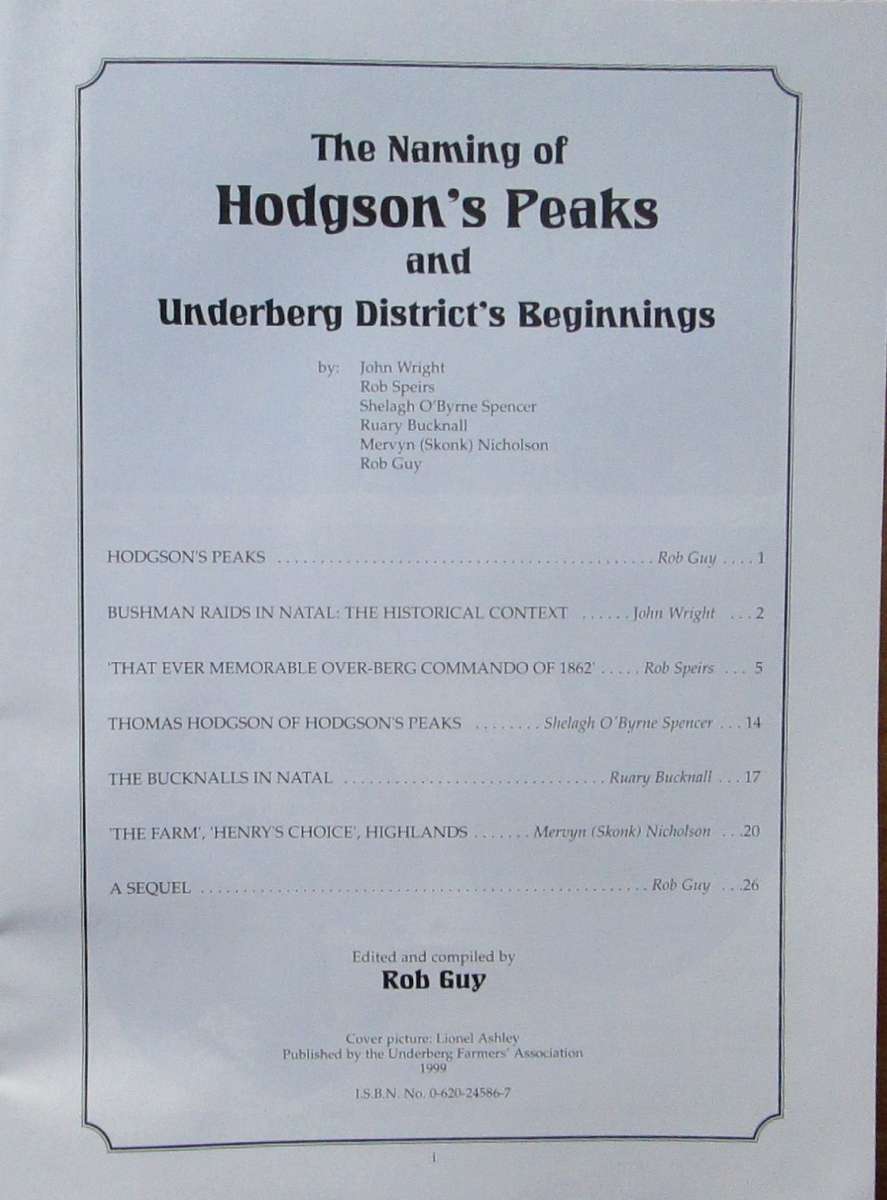 The Naming of
Hodgson's Peaks
and
Underberg District's Beginnings
by: John Wright
Rob Speirs
Shelagh O'Byrne Spencer
Ruary Bucknall
Mervyn (Skonk) Nicholson
Rob Guy
HODGSON'S PEAKS ............................................ Rob Guy .... 1
BUSHMAN RAIDS IN NATAL: THE HISTORICAL CONTEXT ...... John Wright ... 2
'THAT EVER MEMORABLE OVER-BERG COMMANDO OF 1862' ..... Rob Speirs ... 5
THOMAS HODGSON OF HODGSON'S PEAKS ........ Shelagh O'Byrne Spencer ... 14
THE BUCKNALLS IN NATAL ............................... Ruary Bucknall ... 17
'THE FARM', 'HENRY'S CHOICE', HIGHLANDS ....... Mervyn (Skonk) Nicholson ... 20
A SEQUEL .................................................... Rob Guy ... 26
Edited and compiled by
Rob Guy
Cover picture: Lionel Ashley
Published by the Underberg Farmers' Association
1999
I.S.B.N. No. 0-620-24586-7
i